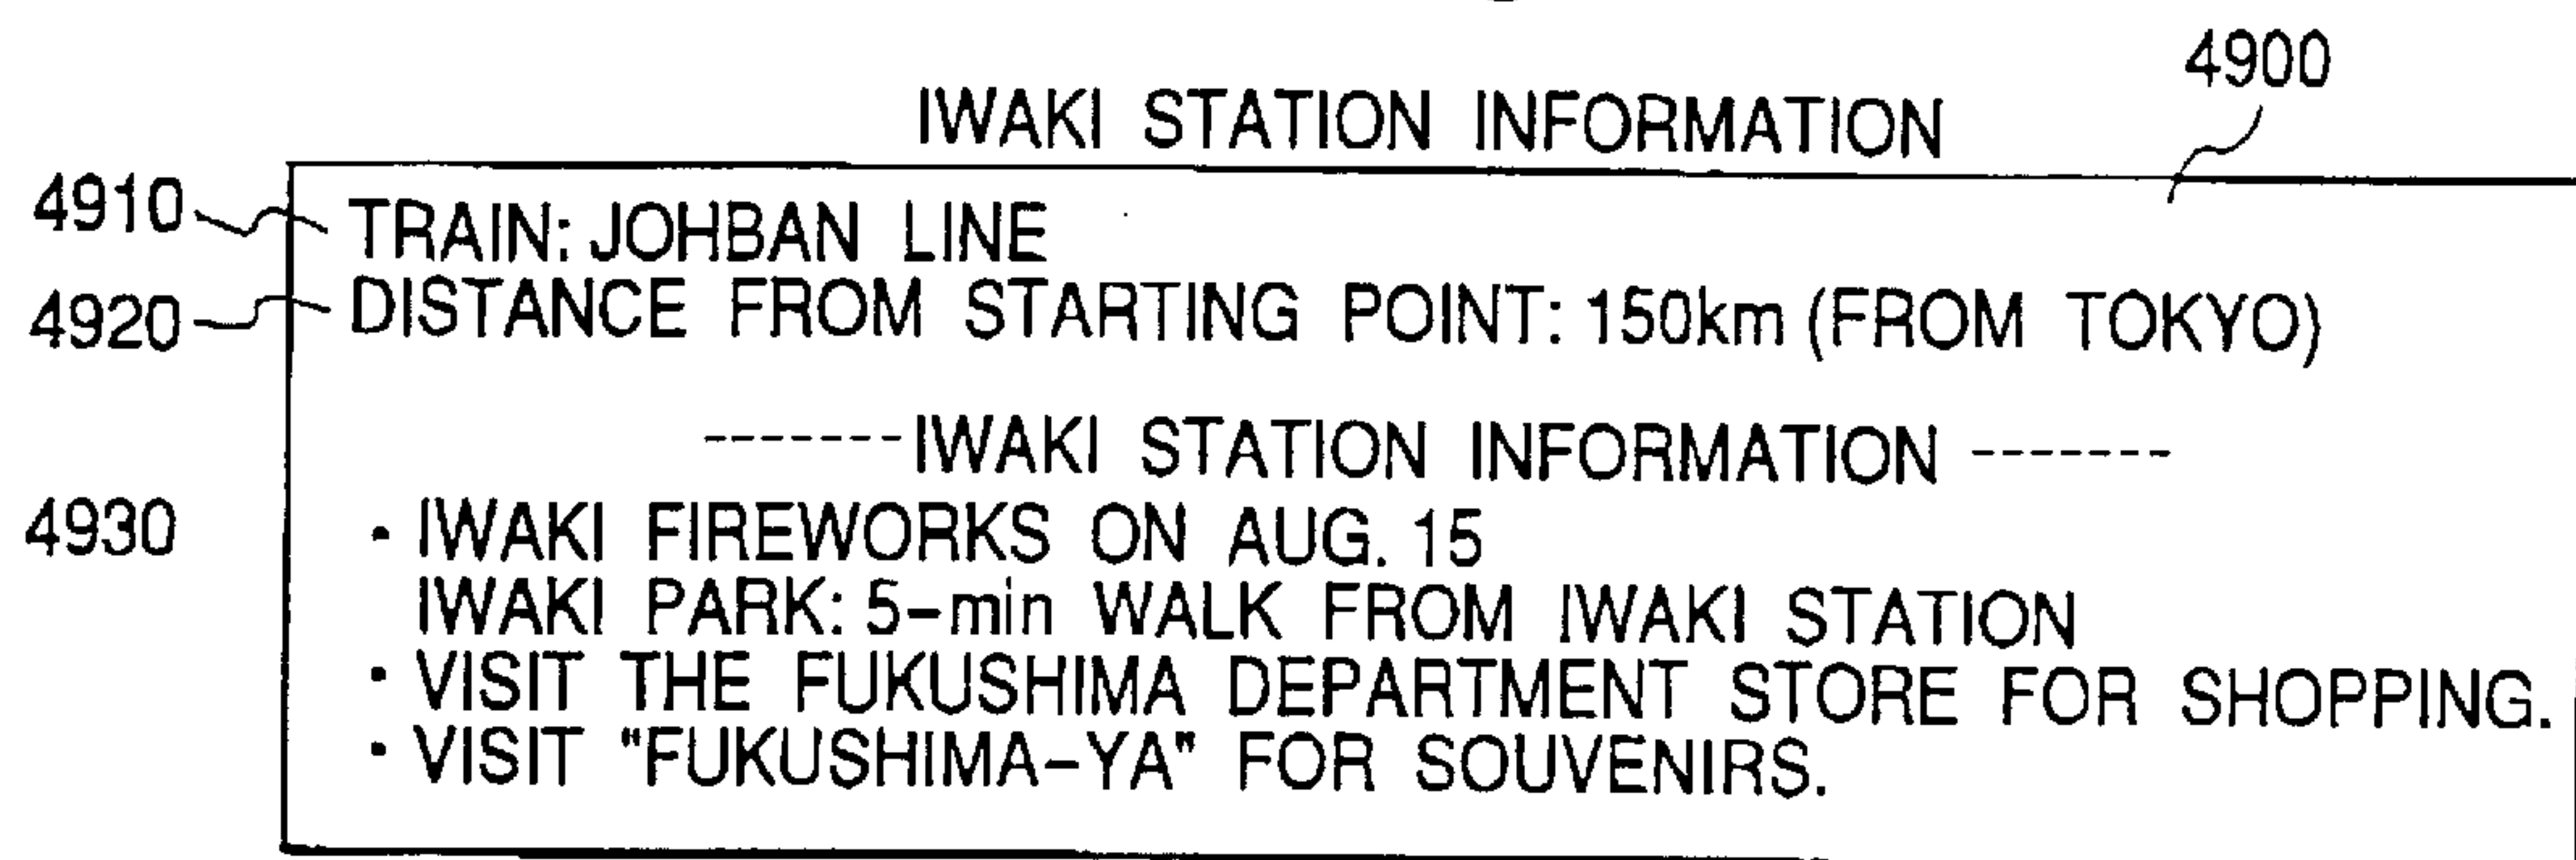 4900
IWAKI STATION INFORMATION
4910 TRAIN: JOHBAN LINE
4920 DISTANCE FROM STARTING POINT: 150km (FROM TOKYO)
-------IWAKI STATION INFORMATION-------
4930 · IWAKI FIREWORKS ON AUG. 15
IWAKI PARK: 5-min WALK FROM IWAKI STATION
· VISIT THE FUKUSHIMA DEPARTMENT STORE FOR SHOPPING.
· VISIT "FUKUSHIMA-YA" FOR SOUVENIRS.